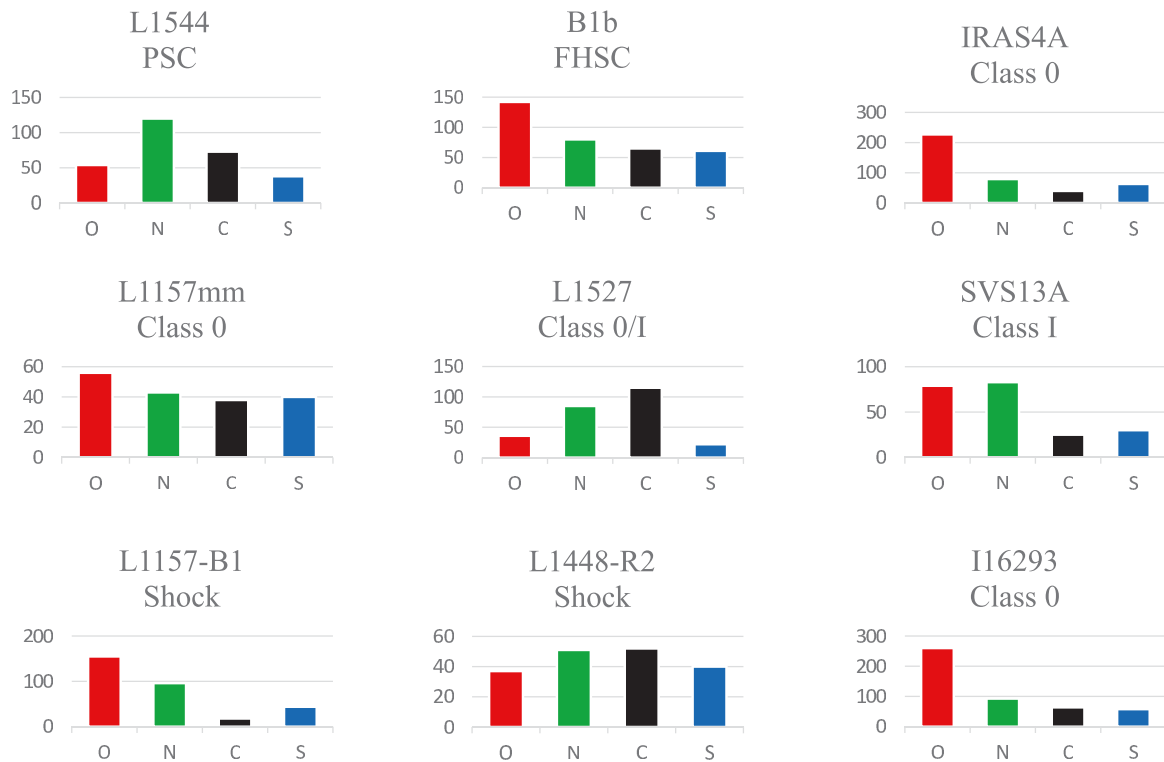 L1544
PSC
150
100
50
0
O N C S
B1b
FHSC
150
100
50
0
O N C S
IRAS4A
Class 0
300
200
100
0
O N C S
L1157mm
Class 0
60
40
20
0
O N C S
L1527
Class 0/I
150
100
50
0
O N C S
SVS13A
Class I
100
50
0
O N C S
L1157-B1
Shock
200
100
0
O N C S
L1448-R2
Shock
60
40
20
0
O N C S
I16293
Class 0
300
200
100
0
O N C S